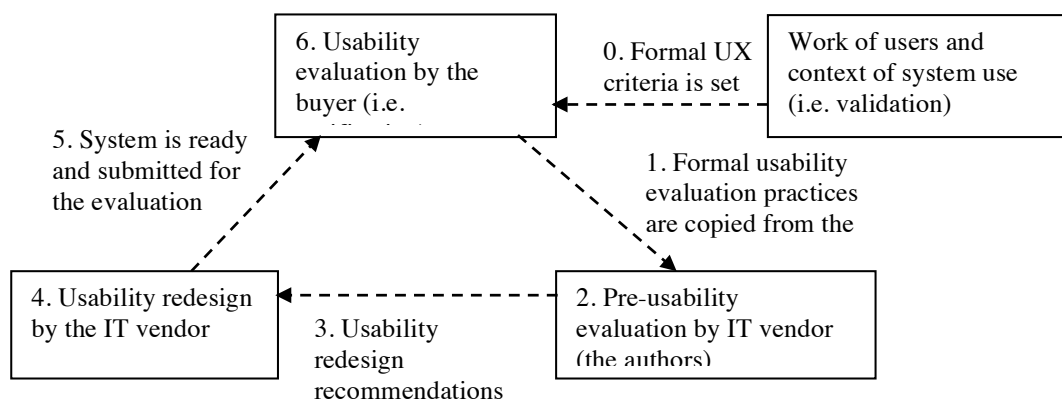 6. Usability
evaluation by the
buyer (i.e.
0. Formal UX
criteria is set
Work of users and
context of system use
(i.e. validation)
5. System is ready
and submitted for
the evaluation
1. Formal usability
evaluation practices
are copied from the
4. Usability redesign
by the IT vendor
3. Usability
redesign
recommendations
2. Pre-usability
evaluation by IT vendor
(the authors)